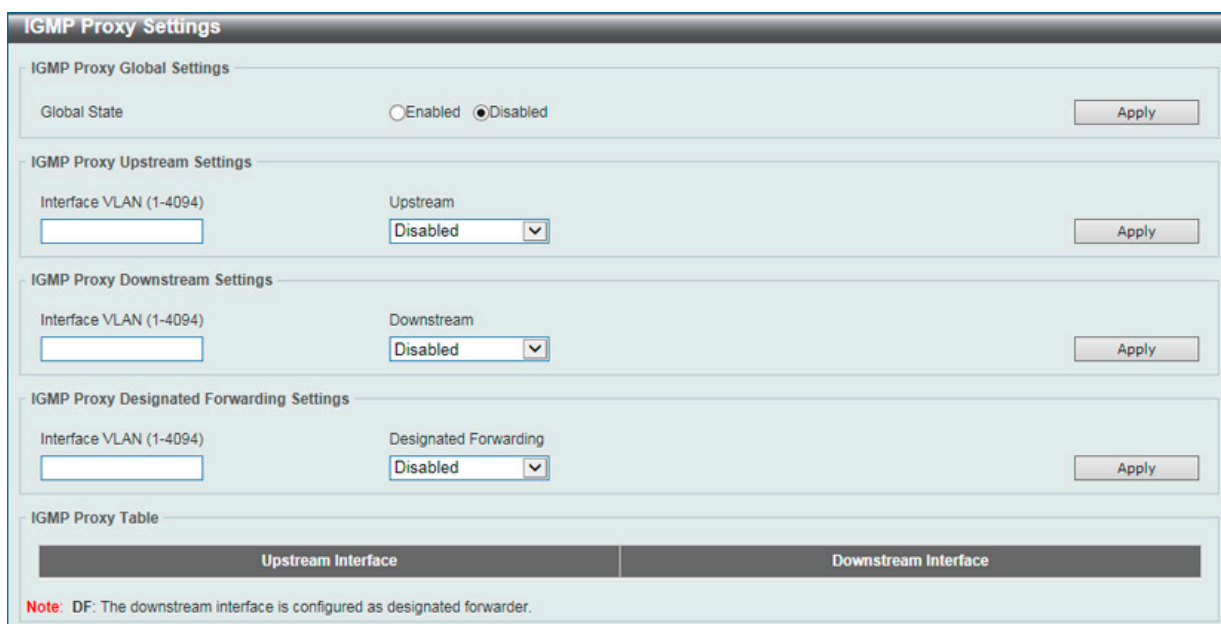 IGMP Proxy Settings
IGMP Proxy Global Settings
Global State Enabled Disabled Apply
IGMP Proxy Upstream Settings
Interface VLAN (1-4094) Upstream
Disabled Apply
IGMP Proxy Downstream Settings
Interface VLAN (1-4094) Downstream
Disabled Apply
IGMP Proxy Designated Forwarding Settings
Interface VLAN (1-4094) Designated Forwarding
Disabled Apply
IGMP Proxy Table
Upstream Interface Downstream Interface
Note: DF: The downstream interface is configured as designated forwarder.